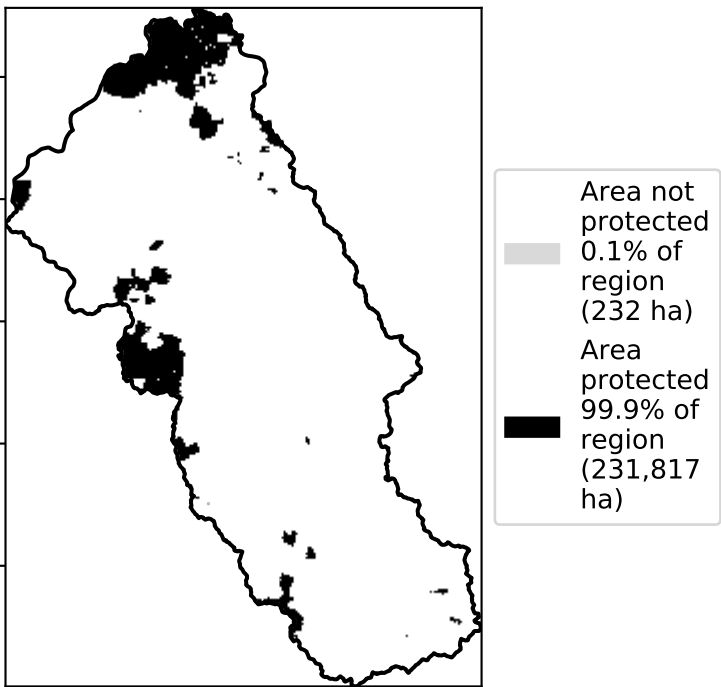 Area not
protected
0.1% of
region
(232 ha)
Area
protected
99.9% of
region
(231,817
ha)